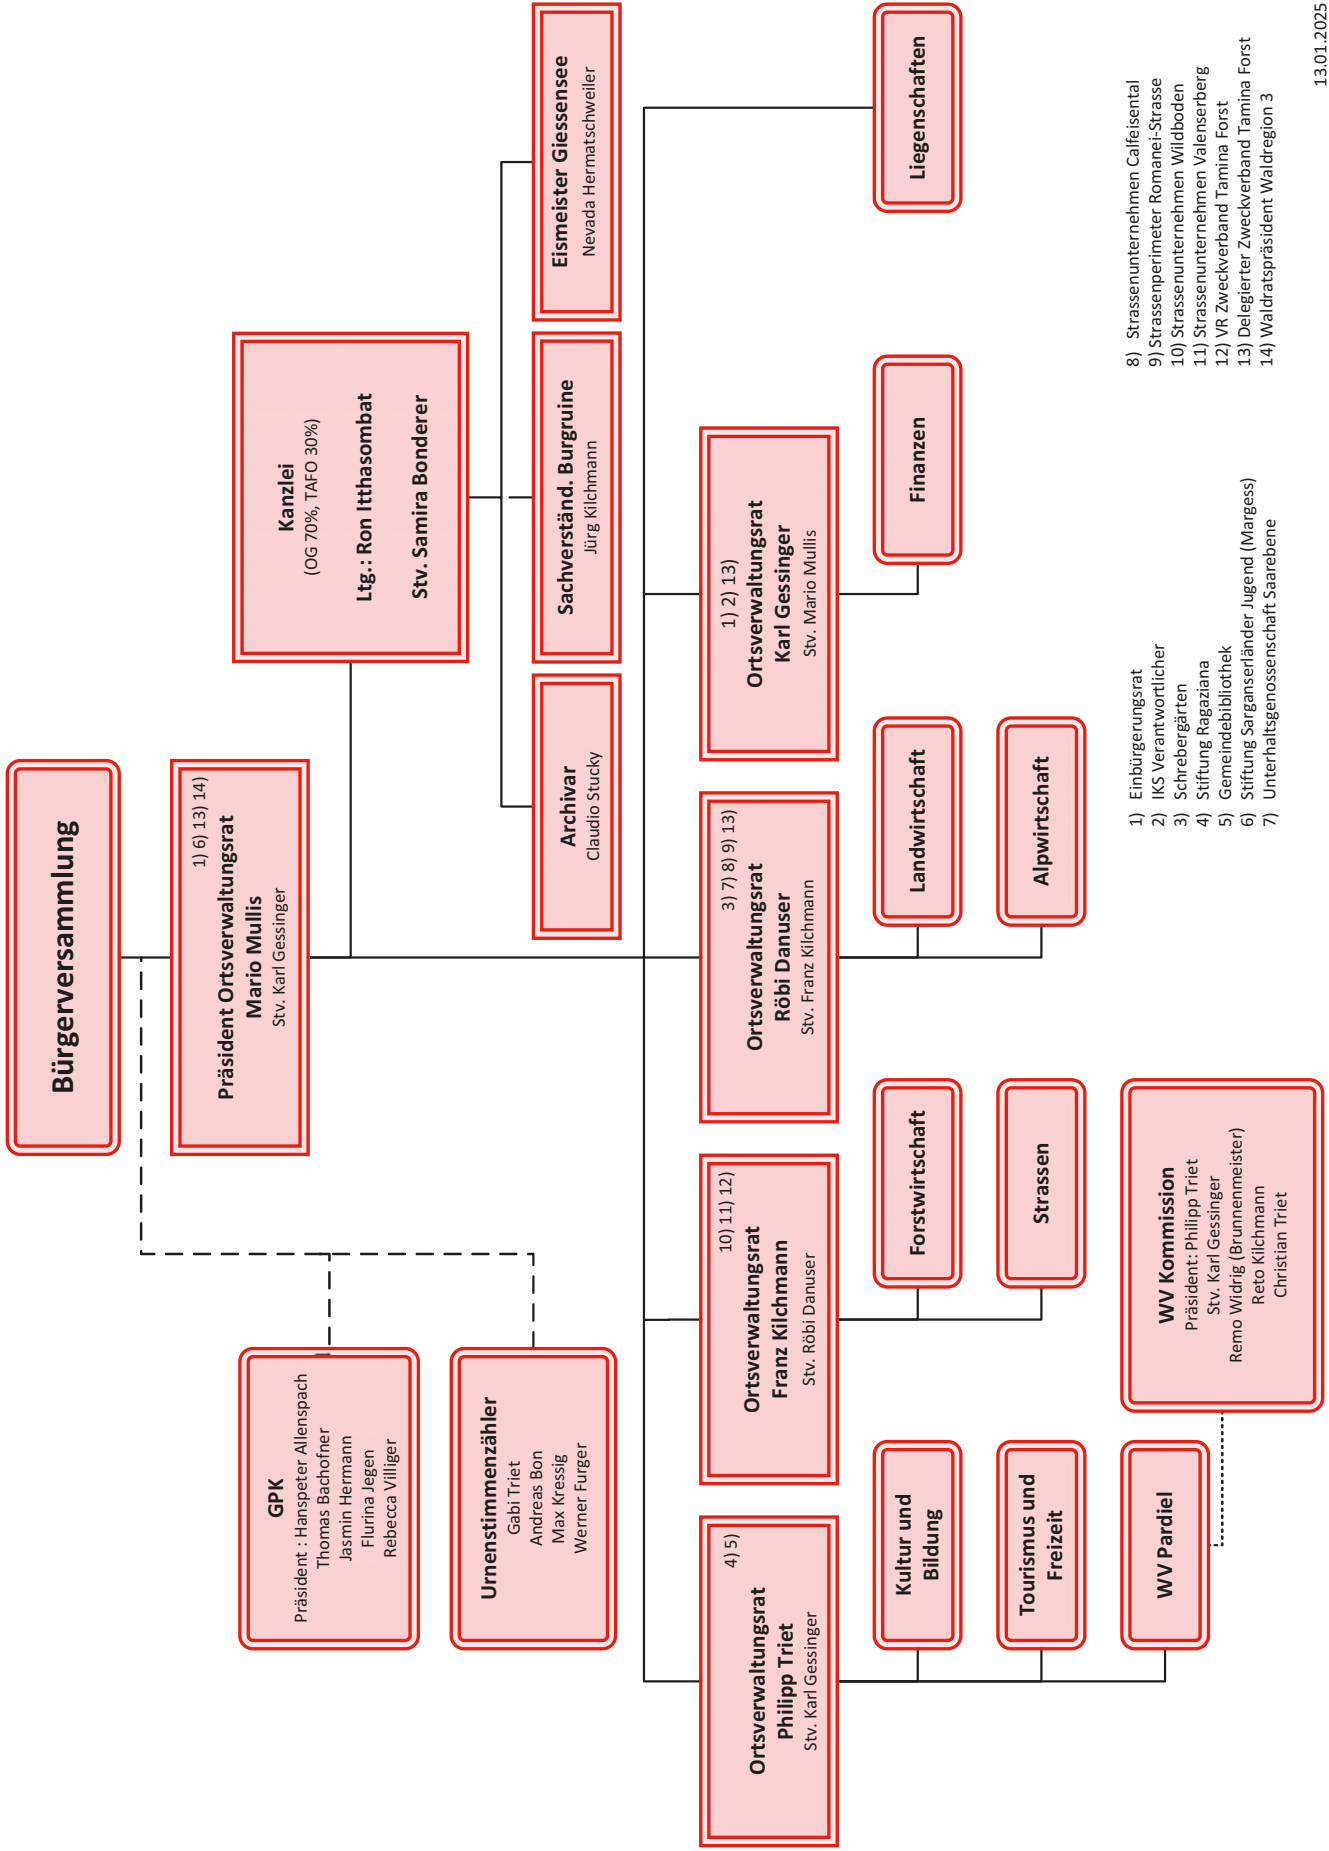 Bürgerversammlung
1) 6) 13) 14)
Präsident Ortsverwaltungsrat
Mario Mullis
Stv. Karl Gessinger
GPK
Präsident : Hanspeter Allenspach
Thomas Bachofner
Jasmin Hermann
Flurina Jegen
Rebecca Villiger
Kanzlei
(OG 70%, TAFO 30%)
Ltg.: Ron Itthasombat
Stv. Samira Bonderer
Urnenstimmenzähler
Gabi Triet
Andreas Bon
Max Kressig
Werner Furger
Archivar
Claudio Stucky
Sachverständ. Burgruine
Jürg Kilchmann
Eismeister Giessensee
Nevada Hermatschweiler
4) 5)
Ortsverwaltungsrat
Philipp Triet
Stv. Karl Gessinger
10) 11) 12)
Ortsverwaltungsrat
Franz Kilchmann
Stv. Röbi Danuser
3) 7) 8) 9) 13)
Ortsverwaltungsrat
Röbi Danuser
Stv. Franz Kilchmann
1) 2) 13)
Ortsverwaltungsrat
Karl Gessinger
Stv. Mario Mullis
Kultur und
Bildung
Forstwirtschaft
Landwirtschaft
Finanzen
Liegenschaften
Tourismus und
Freizeit
Strassen
Alpwirtschaft
WV Pardiel
WV Kommission
Präsident: Philipp Triet
Stv. Karl Gessinger
Remo Widrig (Brunnenmeister)
Reto Kilchmann
Christian Triet
1) Einbürgerungsrat
2) IKS Verantwortlicher
3) Schrebergärten
4) Stiftung Ragaziana
5) Gemeindebibliothek
6) Stiftung Sarganserländer Jugend (Margess)
7) Unterhaltsgenossenschaft Saarebene
8) Strassenunternehmen Calfeisental
9) Strassenperimeter Romanei-Strasse
10) Strassenunternehmen Wildboden
11) Strassenunternehmen Valenserberg
12) VR Zweckverband Tamina Forst
13) Delegierter Zweckverband Tamina Forst
14) Waldratspräsident Waldregion 3
13.01.2025